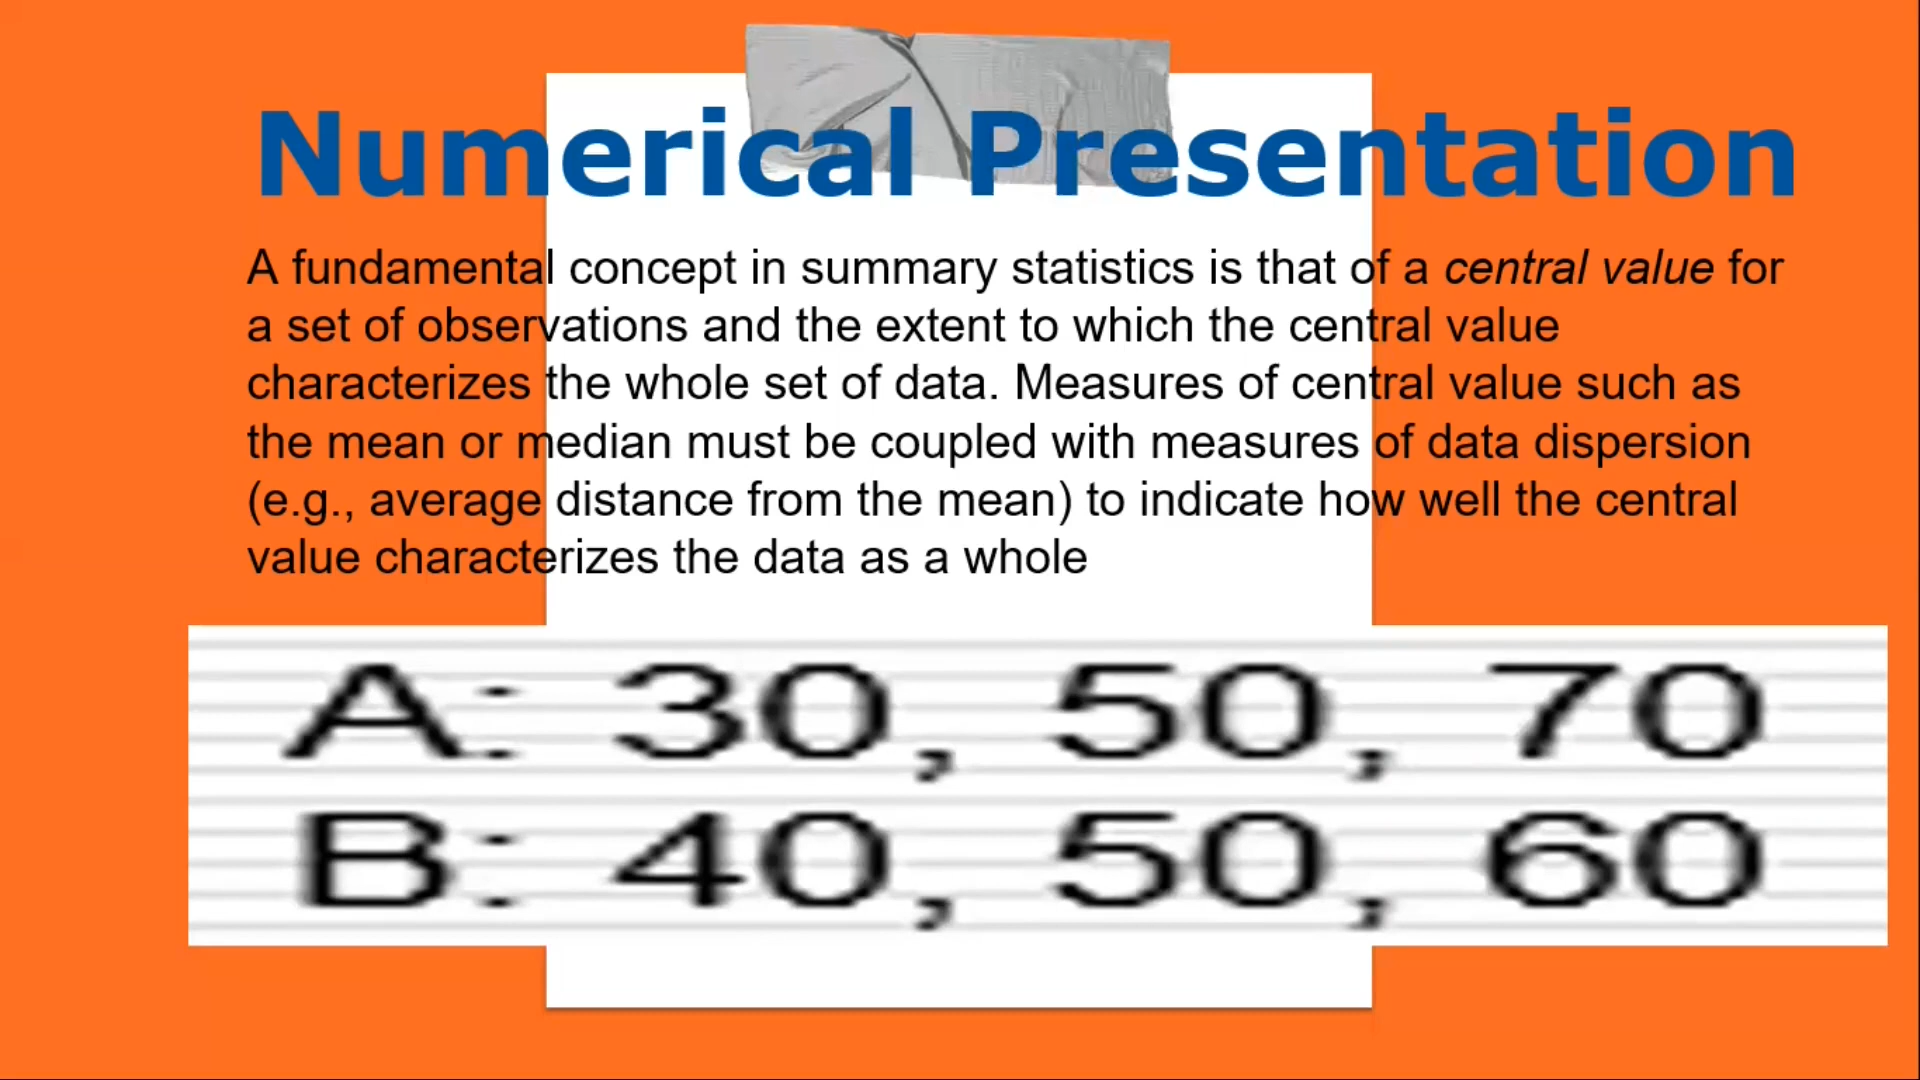 Numerical Presentation
A fundamental concept in summary statistics is that of a central value for
a set of observations and the extent to which the central value
characterizes the whole set of data. Measures of central value such as
the mean or median must be coupled with measures of data dispersion
(e.g., average distance from the mean) to indicate how well the central
value characterizes the data as a whole
A: 30, 50, 70
B: 40, 50, 60